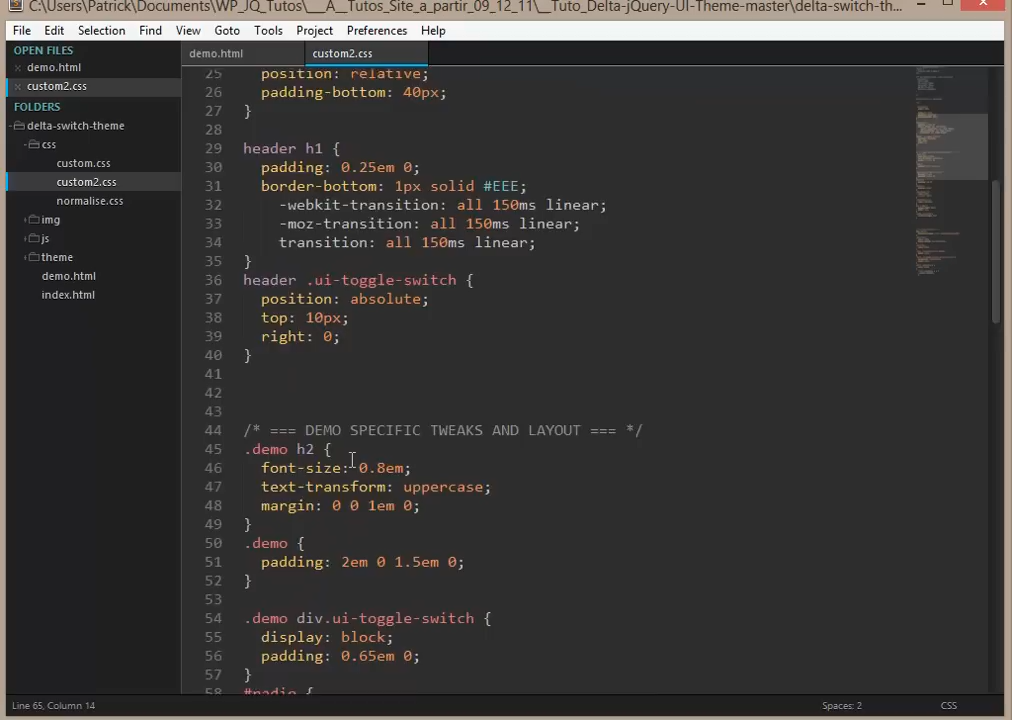 C:\Users\Patrick\Documents\WP_JQ_Tutos\___A__Tutos_Site_a_partir_09_12_11\__Tuto_Delta-jQuery-UI-Theme-master\delta-switch-th...
File Edit Selection Find View Goto Tools Project Preferences Help
OPEN FILES
demo.html
custom2.css
FOLDERS
delta-switch-theme
css
custom.css
custom2.css
normalise.css
img
js
theme
demo.html
index.html
demo.html custom2.css
25 position: relative;
26 padding-bottom: 40px;
27 }
28
29 header h1 {
30 padding: 0.25em 0;
31 border-bottom: 1px solid #EEE;
32 -webkit-transition: all 150ms linear;
33 -moz-transition: all 150ms linear;
34 transition: all 150ms linear;
35 }
36 header .ui-toggle-switch {
37 position: absolute;
38 top: 10px;
39 right: 0;
40 }
41
42
43
44 /* === DEMO SPECIFIC TWEAKS AND LAYOUT === */
45 .demo h2 {
46 font-size: 0.8em;
47 text-transform: uppercase;
48 margin: 0 0 1em 0;
49 }
50 .demo {
51 padding: 2em 0 1.5em 0;
52 }
53
54 .demo div.ui-toggle-switch {
55 display: block;
56 padding: 0.65em 0;
57 }
58 #radio {
Line 65, Column 14 Spaces: 2 CSS